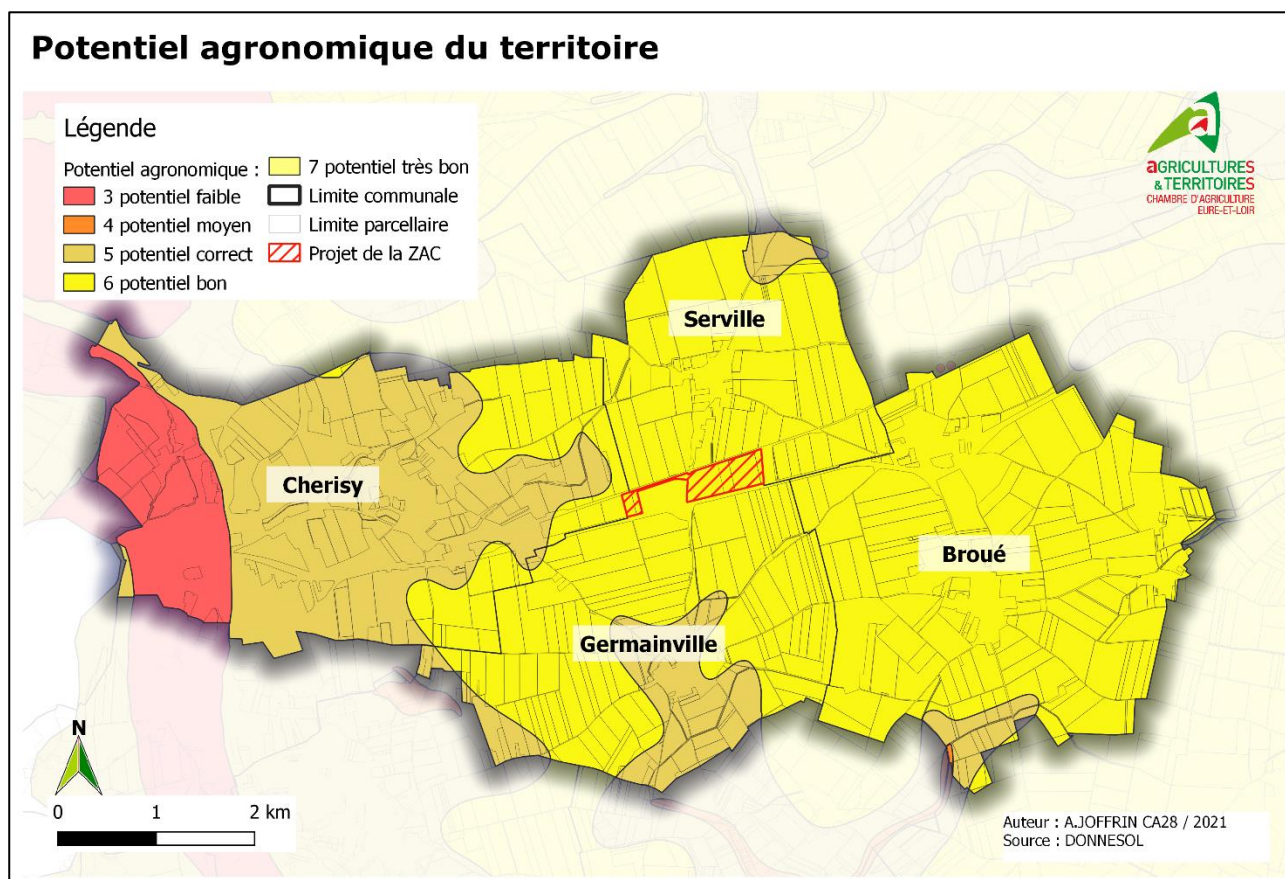 Potentiel agronomique du territoire
Légende
Potentiel agronomique :
3 potentiel faible
4 potentiel moyen
5 potentiel correct
6 potentiel bon
7 potentiel très bon
Limite communale
Limite parcellaire
Projet de la ZAC
a
aGRICULTURES
& TERRITOIRES
CHAMBRE D'AGRICULTURE
EURE-ET-LOIR
Serville
Cherisy
Broué
Germainville
N
0 1 2 km
Auteur : A.JOFFRIN CA28 / 2021
Source : DONNESOL